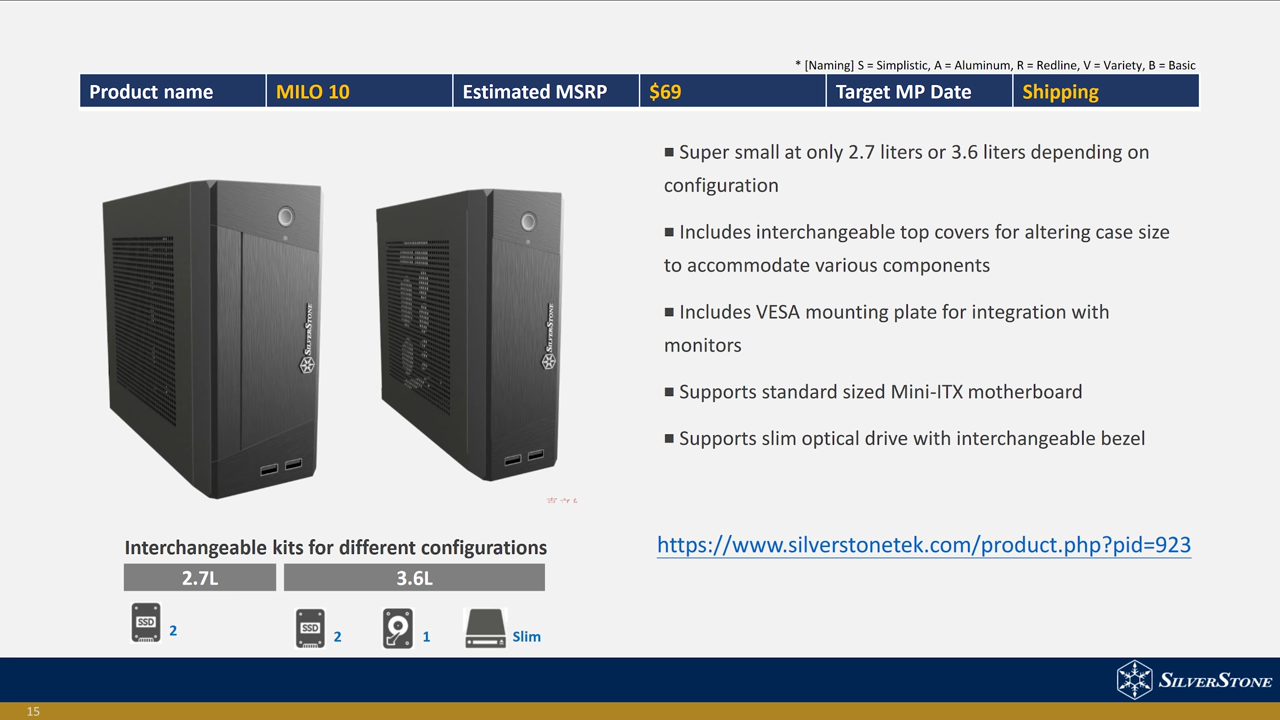 * [Naming] S = Simplistic, A = Aluminum, R = Redline, V = Variety, B = Basic
Product name MILO 10 Estimated MSRP $69 Target MP Date Shipping
■ Super small at only 2.7 liters or 3.6 liters depending on
configuration
■ Includes interchangeable top covers for altering case size
to accommodate various components
■ Includes VESA mounting plate for integration with
monitors
■ Supports standard sized Mini-ITX motherboard
■ Supports slim optical drive with interchangeable bezel
SILVERSTONE
SILVERSTONE
Interchangeable kits for different configurations
https://www.silverstonetek.com/product.php?pid=923
2.7L 3.6L
SSD 2 SSD 2 1 Slim
SILVERSTONE
15